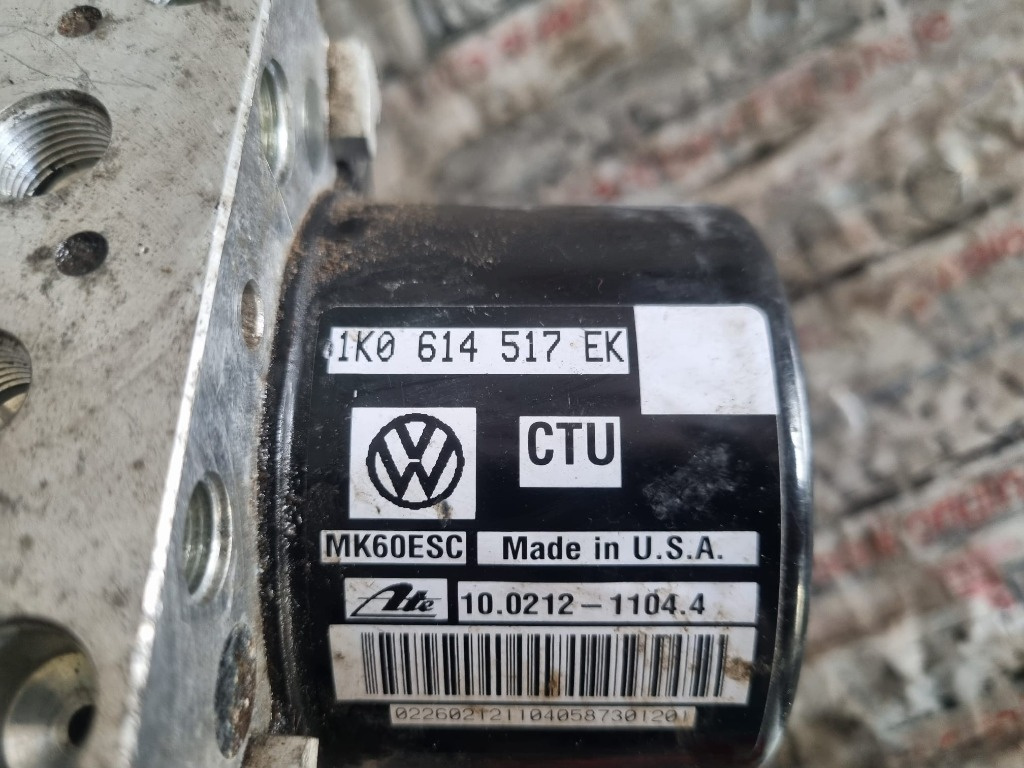 1K0 614 517 EK
CTU
MK60ESC Made in U.S.A.
Ate 10.0212-1104.4